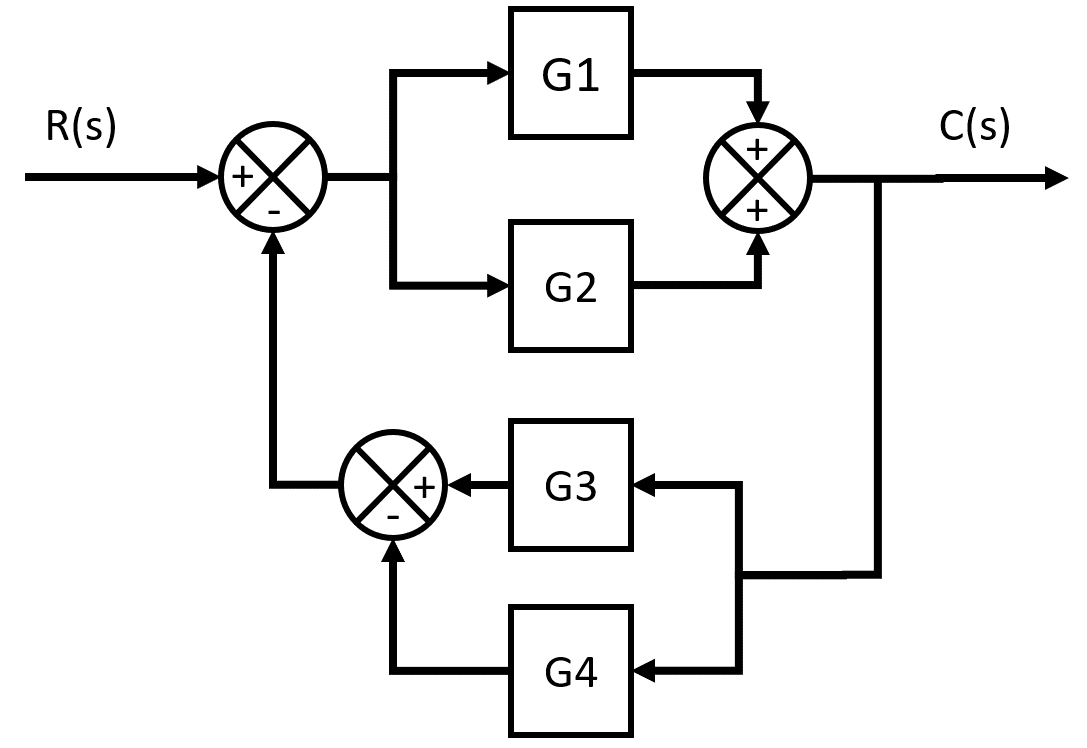 G1
R(s)
C(s)
+
+
-
+
G2
G3
+
-
G4